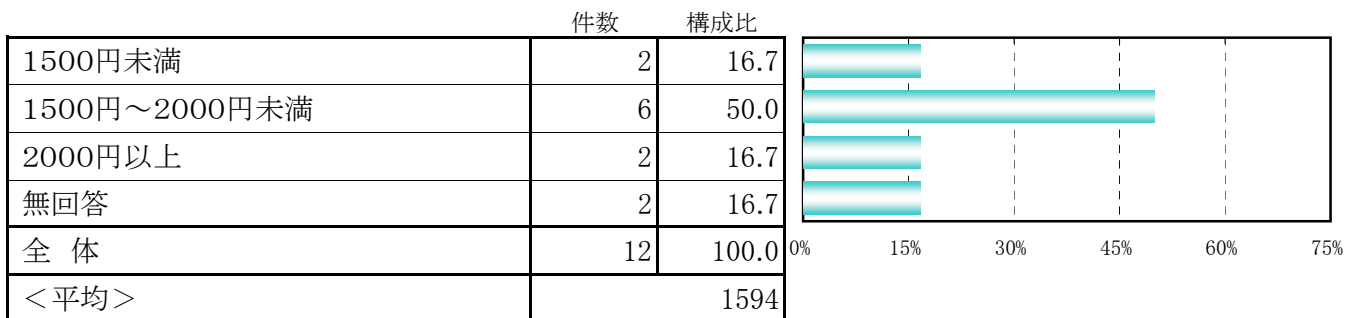 件数 構成比
1500円未満 2 16.7
1500円～2000円未満 6 50.0
2000円以上 2 16.7
無回答 2 16.7
全 体 12 100.0
0% 15% 30% 45% 60% 75%
＜平均＞ 1594